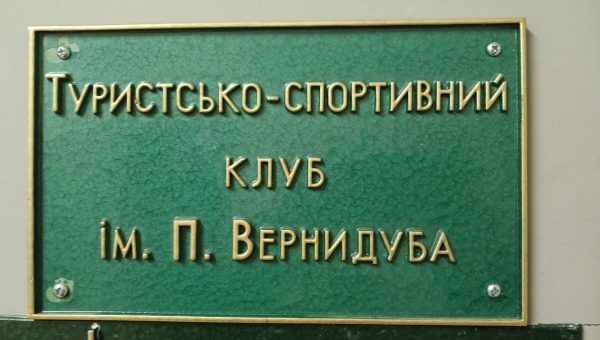 Туристсько-спортивний
клуб
ім. П. Вернидуба